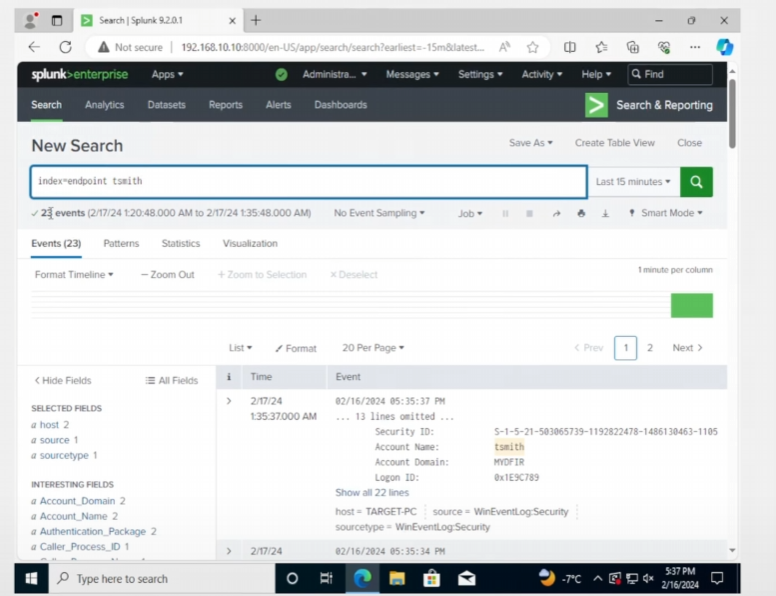 Search | Splunk 9.2.0.1
Not secure | 192.168.10.10:8000/en-US/app/search/search?earliest=-15m&latest...
splunk>enterprise Apps Administra... Messages Settings Activity Help Find
Search Analytics Datasets Reports Alerts Dashboards Search & Reporting
New Search Save As Create Table View Close
index=endpoint tsmith Last 15 minutes
23 events (2/17/24 1:20:48.000 AM to 2/17/24 1:35:48.000 AM) No Event Sampling Job Smart Mode
Events (23) Patterns Statistics Visualization
Format Timeline — Zoom Out + Zoom to Selection × Deselect 1 minute per column
List Format 20 Per Page < Prev 1 2 Next >
< Hide Fields All Fields i Time Event
SELECTED FIELDS
a host 2
a source 1
a sourcetype 1
INTERESTING FIELDS
a Account_Domain 2
a Account_Name 2
a Authentication_Package 2
a Caller_Process_ID 1
> 2/17/24
1:35:37.000 AM
02/16/2024 05:35:37 PM
... 13 lines omitted ...
Security ID: S-1-5-21-503065739-1192822478-1486130463-1105
Account Name: tsmith
Account Domain: MYDFIR
Logon ID: 0x1E9C789
Show all 22 lines
host = TARGET-PC source = WinEventLog:Security
sourcetype = WinEventLog:Security
> 2/17/24 02/16/2024 05:35:34 PM
Type here to search -7°C 5:37 PM
2/16/2024